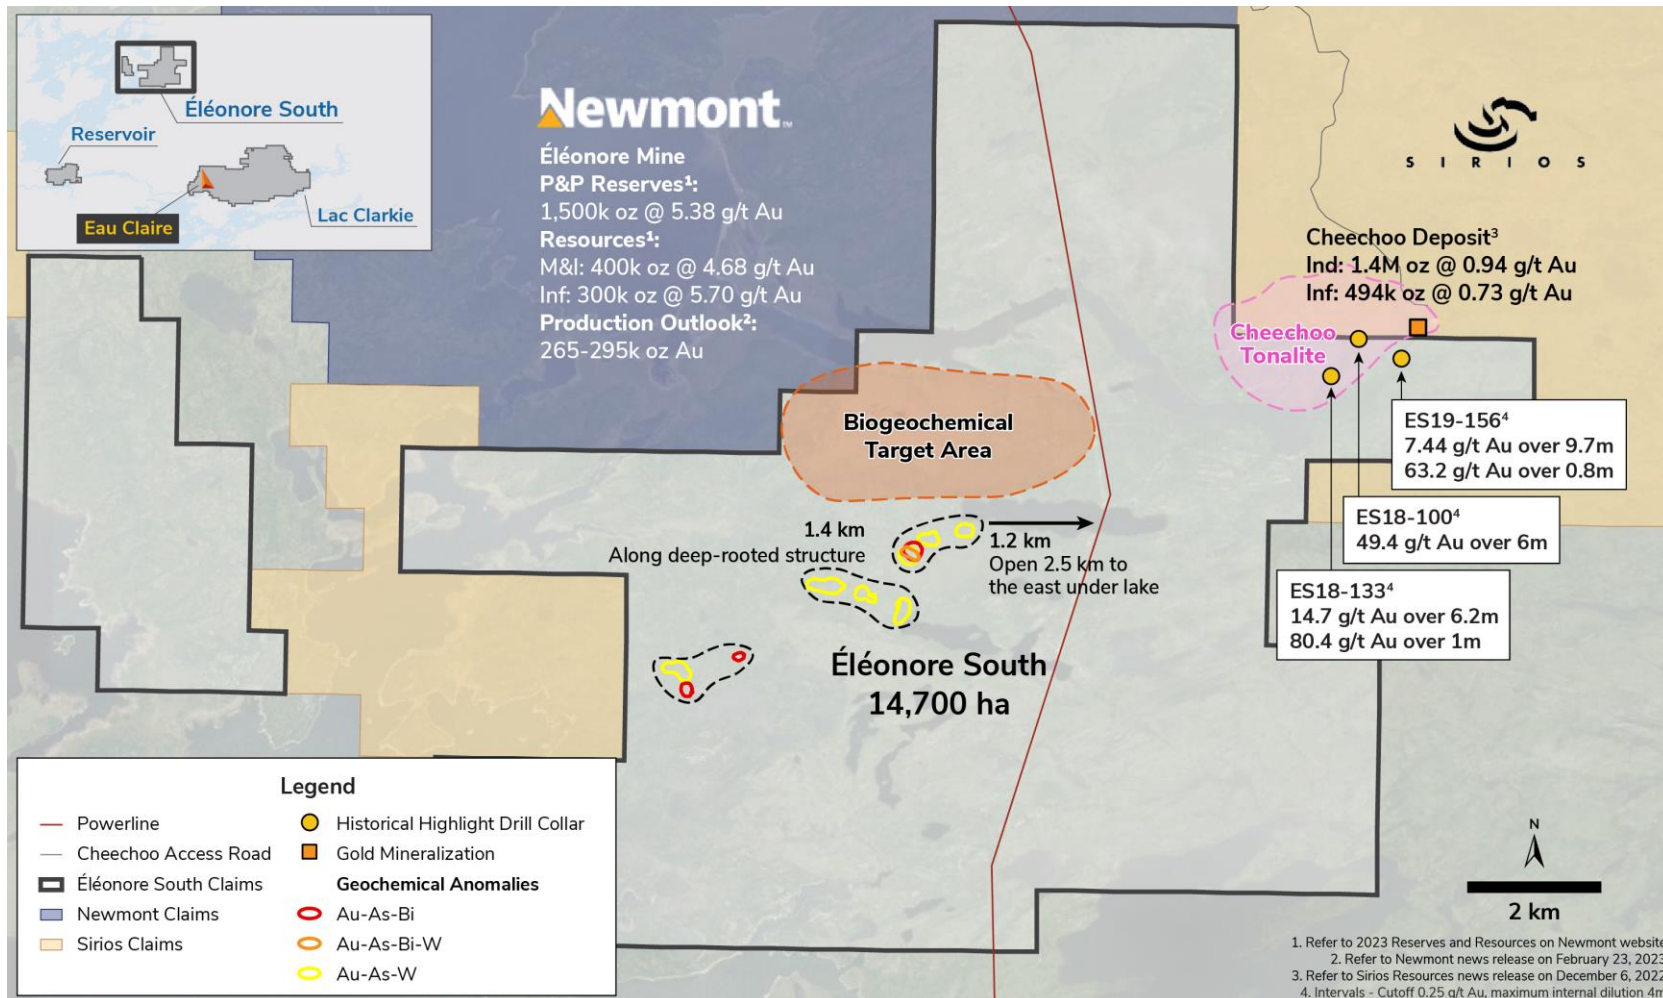 Éléonore South
Reservoir
Eau Claire
Lac Clarkie
Newmont™
Éléonore Mine
P&P Reserves¹:
1,500k oz @ 5.38 g/t Au
Resources¹:
M&I: 400k oz @ 4.68 g/t Au
Inf: 300k oz @ 5.70 g/t Au
Production Outlook²:
265-295k oz Au
SIRIOS
Cheechoo Deposit³
Ind: 1.4M oz @ 0.94 g/t Au
Inf: 494k oz @ 0.73 g/t Au
Cheechoo
Tonalite
Biogeochemical
Target Area
ES19-156⁴
7.44 g/t Au over 9.7m
63.2 g/t Au over 0.8m
ES18-100⁴
49.4 g/t Au over 6m
ES18-133⁴
14.7 g/t Au over 6.2m
80.4 g/t Au over 1m
1.4 km
Along deep-rooted structure
1.2 km
Open 2.5 km to
the east under lake
Éléonore South
14,700 ha
Legend
Powerline
Cheechoo Access Road
Éléonore South Claims
Newmont Claims
Sirios Claims
Historical Highlight Drill Collar
Gold Mineralization
Geochemical Anomalies
Au-As-Bi
Au-As-Bi-W
Au-As-W
N
2 km
1. Refer to 2023 Reserves and Resources on Newmont website
2. Refer to Newmont news release on February 23, 2023
3. Refer to Sirios Resources news release on December 6, 2022
4. Intervals - Cutoff 0.25 g/t Au, maximum internal dilution 4m